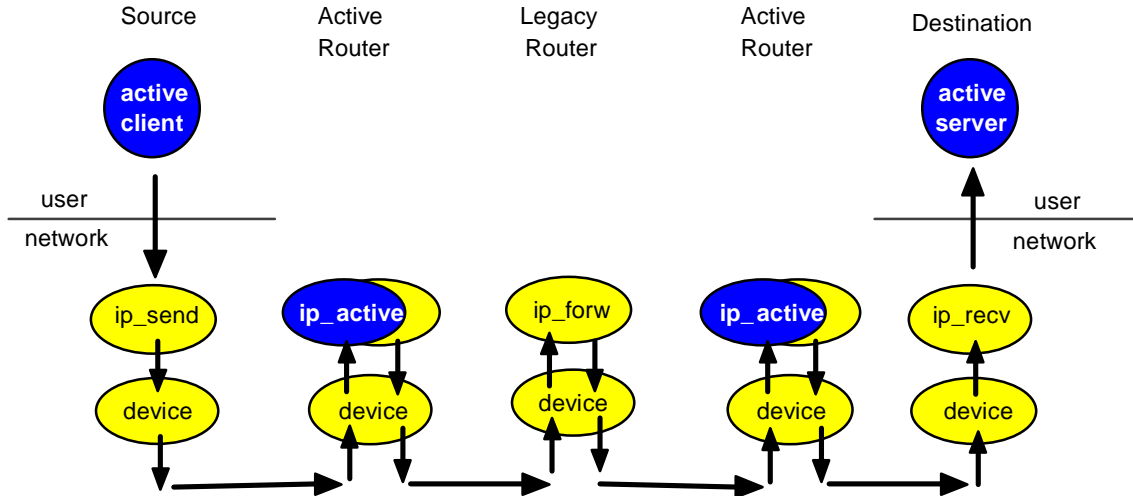 Source
Active
Router
Legacy
Router
Active
Router
Destination
active
client
active
server
user
network
user
network
ip_send
ip_active
ip_forw
ip_active
ip_recv
device
device
device
device
device